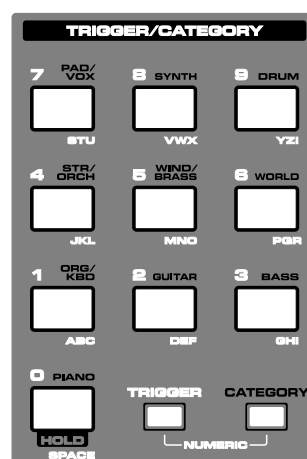 TRIGGER/CATEGORY
7 PAD/VOX 8 SYNTH 9 DRUM
STU VWX YZ!
4 STR/ORCH 5 WIND/BRASS 6 WORLD
JKL MNO PQR
1 ORG/KBD 2 GUITAR 3 BASS
ABC DEF GHI
0 PIANO TRIGGER CATEGORY
HOLD NUMERIC
SPACE